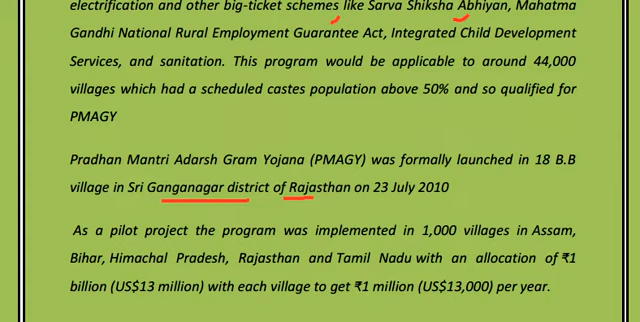 electrification and other big-ticket schemes like Sarva Shiksha Abhiyan, Mahatma
Gandhi National Rural Employment Guarantee Act, Integrated Child Development
Services, and sanitation. This program would be applicable to around 44,000
villages which had a scheduled castes population above 50% and so qualified for
PMAGY
Pradhan Mantri Adarsh Gram Yojana (PMAGY) was formally launched in 18 B.B
village in Sri Ganganagar district of Rajasthan on 23 July 2010
As a pilot project the program was implemented in 1,000 villages in Assam,
Bihar, Himachal Pradesh, Rajasthan and Tamil Nadu with an allocation of ₹1
billion (US$13 million) with each village to get ₹1 million (US$13,000) per year.